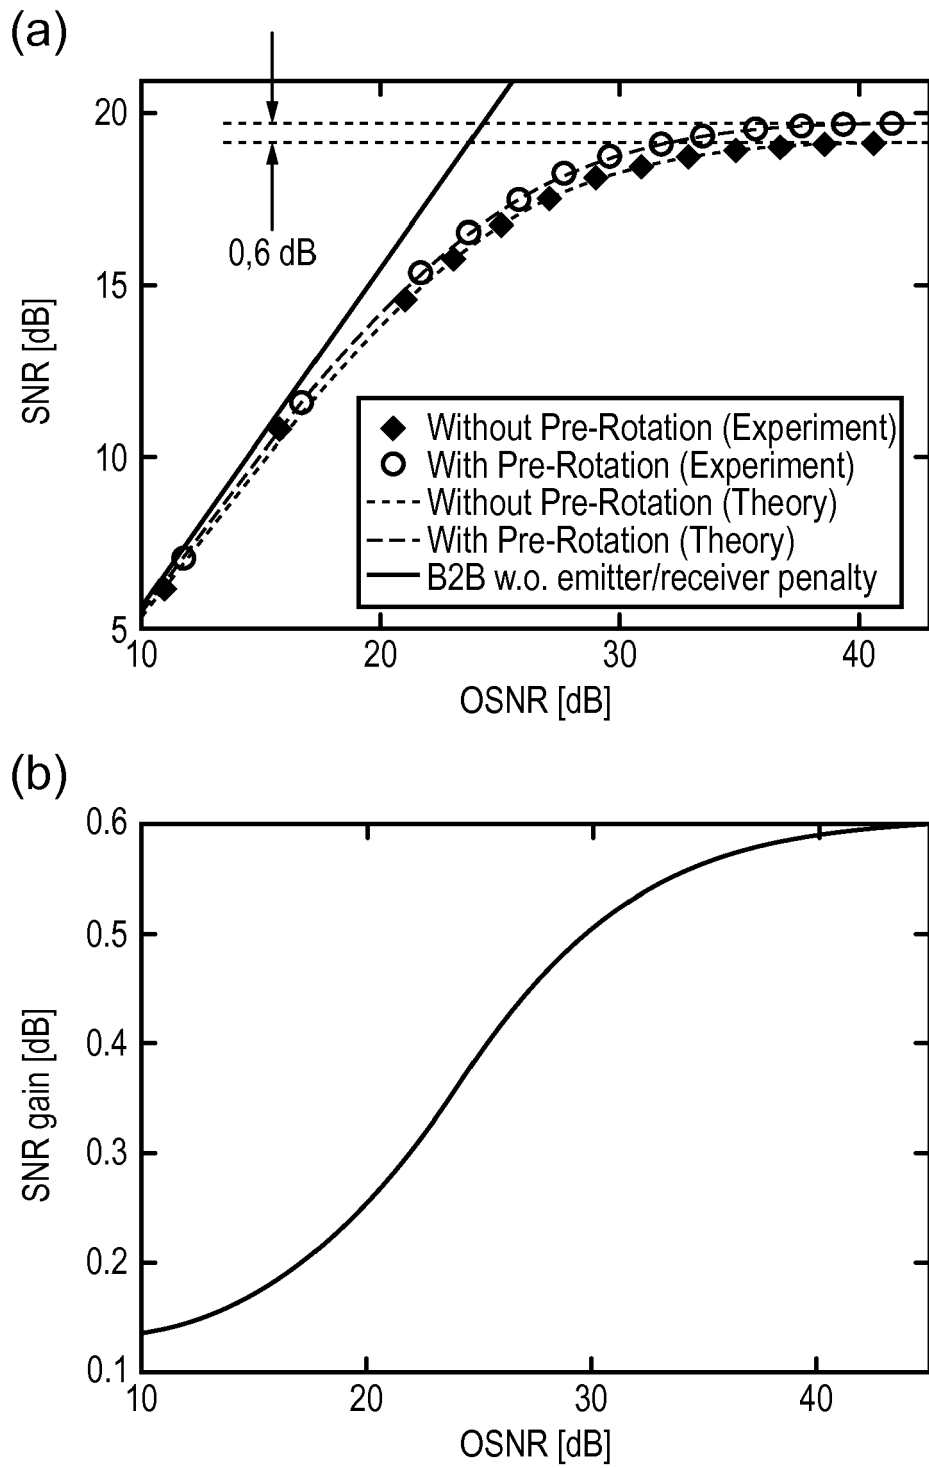 (a)
20
15
10
5
SNR [dB]
0,6 dB
Without Pre-Rotation (Experiment)
With Pre-Rotation (Experiment)
Without Pre-Rotation (Theory)
With Pre-Rotation (Theory)
B2B w.o. emitter/receiver penalty
10 20 30 40
OSNR [dB]
(b)
0.6
0.5
0.4
0.3
0.2
0.1
SNR gain [dB]
10 20 30 40
OSNR [dB]